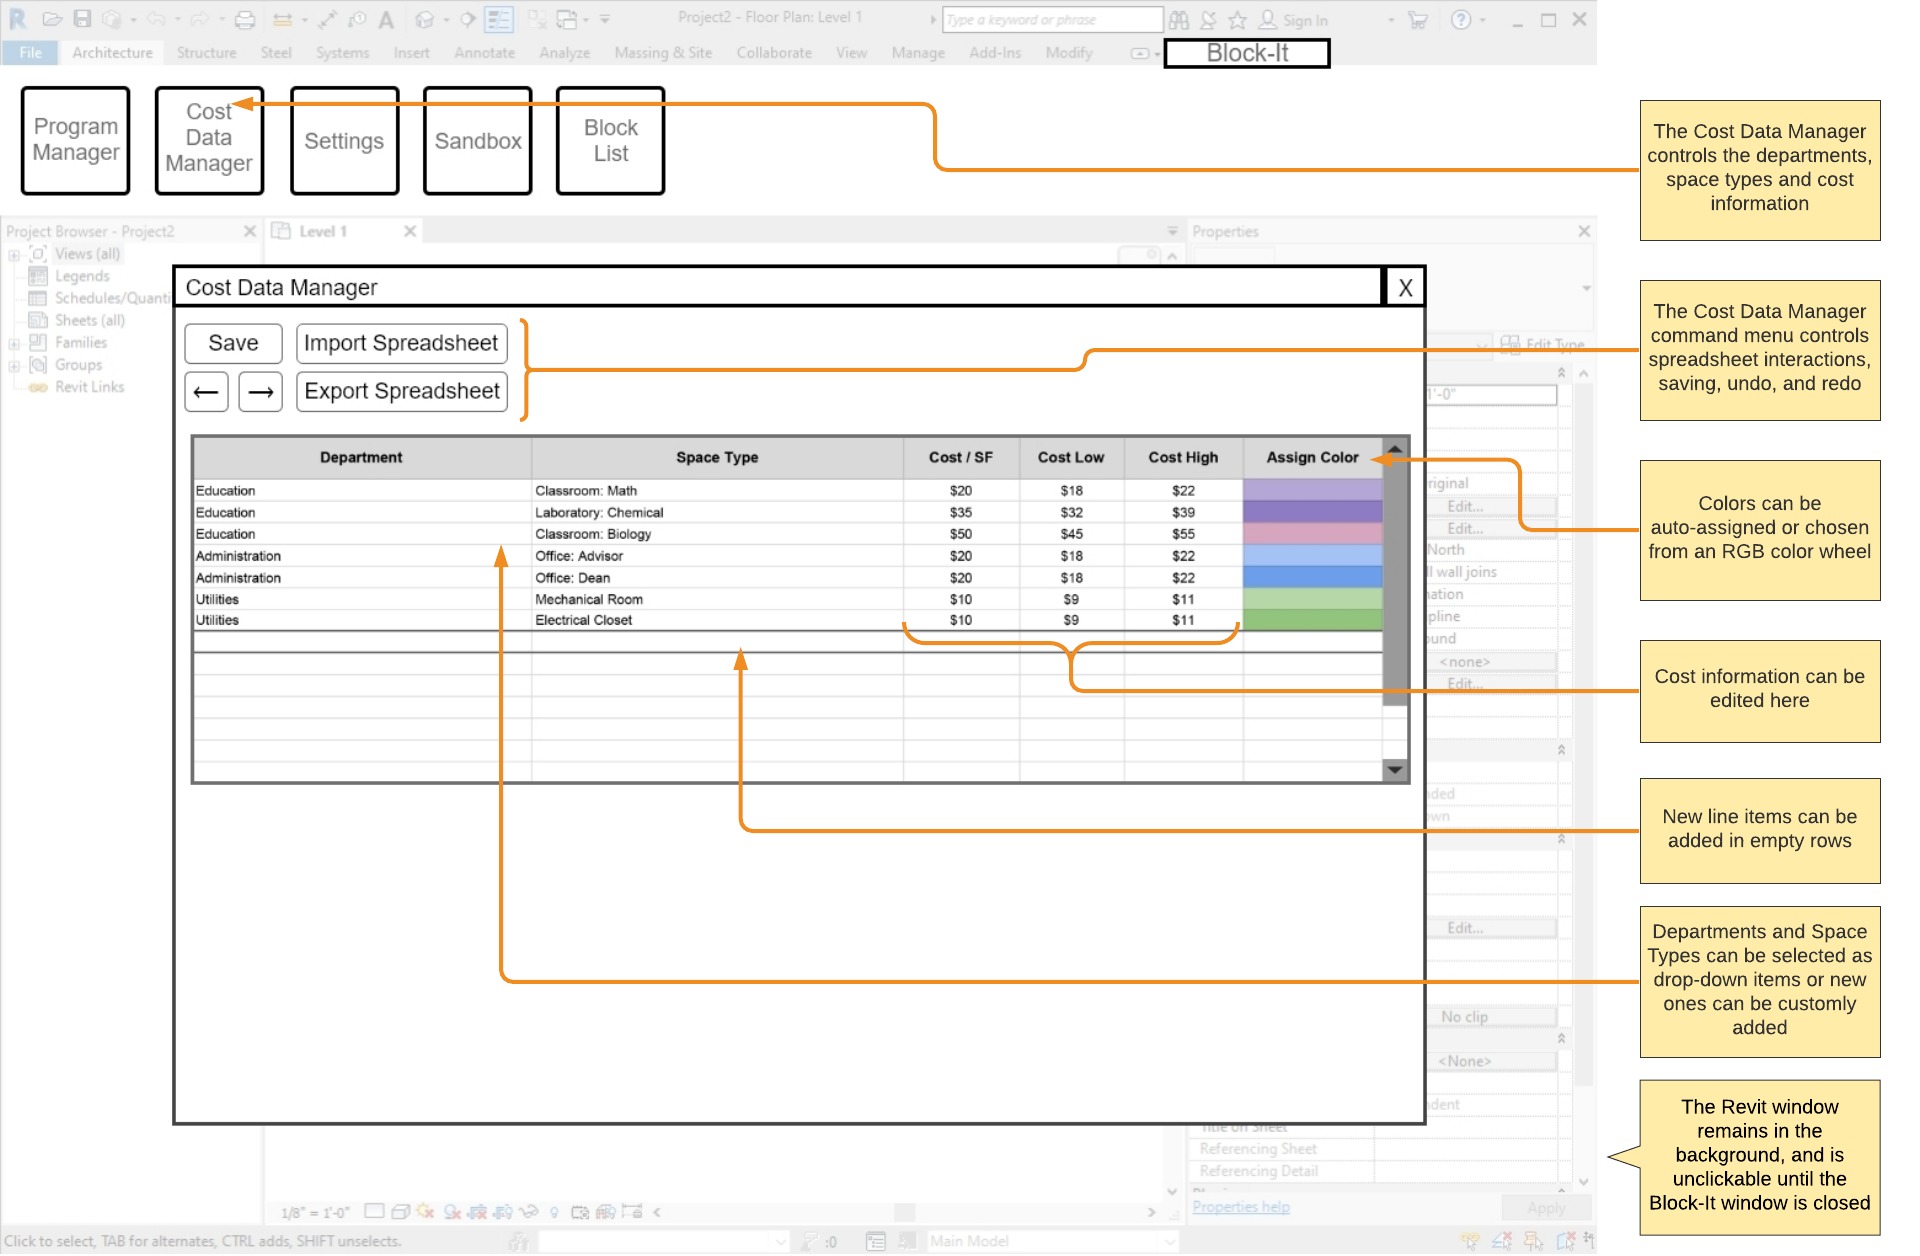 Project2 - Floor Plan: Level 1
Type a keyword or phrase
Sign In
File Architecture Structure Steel Systems Insert Annotate Analyze Massing & Site Collaborate View Manage Add-Ins Modify
Block-It
Program
Manager
Cost
Data
Manager
Settings
Sandbox
Block
List
The Cost Data Manager
controls the departments,
space types and cost
information
Project Browser - Project2
Level 1
Properties
Views (all)
Legends
Schedules/Quanti
Sheets (all)
Families
Groups
Revit Links
Cost Data Manager
X
Save
Import Spreadsheet
← →
Export Spreadsheet
The Cost Data Manager
command menu controls
spreadsheet interactions,
saving, undo, and redo
Edit Type
1'-0"
Department Space Type Cost / SF Cost Low Cost High Assign Color
Education Classroom: Math $20 $18 $22
Education Laboratory: Chemical $35 $32 $39
Education Classroom: Biology $50 $45 $55
Administration Office: Advisor $20 $18 $22
Administration Office: Dean $20 $18 $22
Utilities Mechanical Room $10 $9 $11
Utilities Electrical Closet $10 $9 $11
Colors can be
auto-assigned or chosen
from an RGB color wheel
riginal
Edit...
Edit...
North
ll wall joins
nation
pline
und
<none>
Edit...
Cost information can be
edited here
nded
wn
New line items can be
added in empty rows
Edit...
Departments and Space
Types can be selected as
drop-down items or new
ones can be customly
added
No clip
<None>
ndent
Title on Sheet
Referencing Sheet
Referencing Detail
The Revit window
remains in the
background, and is
unclickable until the
Block-It window is closed
1/8" = 1'-0"
Properties help
Apply
Click to select, TAB for alternates, CTRL adds, SHIFT unselects.
:0
Main Model